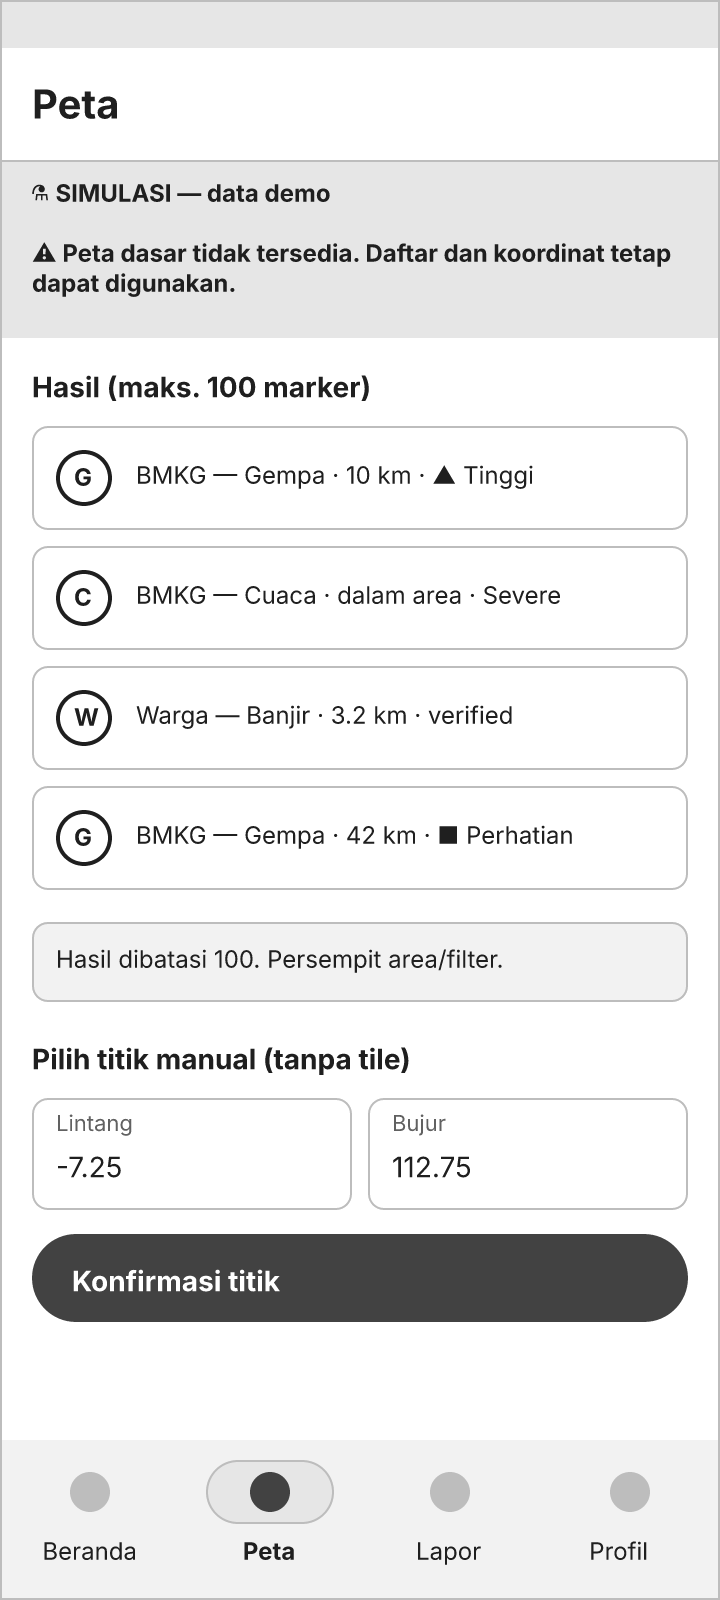 Peta
⚗ SIMULASI — data demo
⚠ Peta dasar tidak tersedia. Daftar dan koordinat tetap
dapat digunakan.
Hasil (maks. 100 marker)
G BMKG — Gempa · 10 km · ▲ Tinggi
C BMKG — Cuaca · dalam area · Severe
W Warga — Banjir · 3.2 km · verified
G BMKG — Gempa · 42 km · ■ Perhatian
Hasil dibatasi 100. Persempit area/filter.
Pilih titik manual (tanpa tile)
Lintang Bujur
-7.25 112.75
Konfirmasi titik
Beranda Peta Lapor Profil